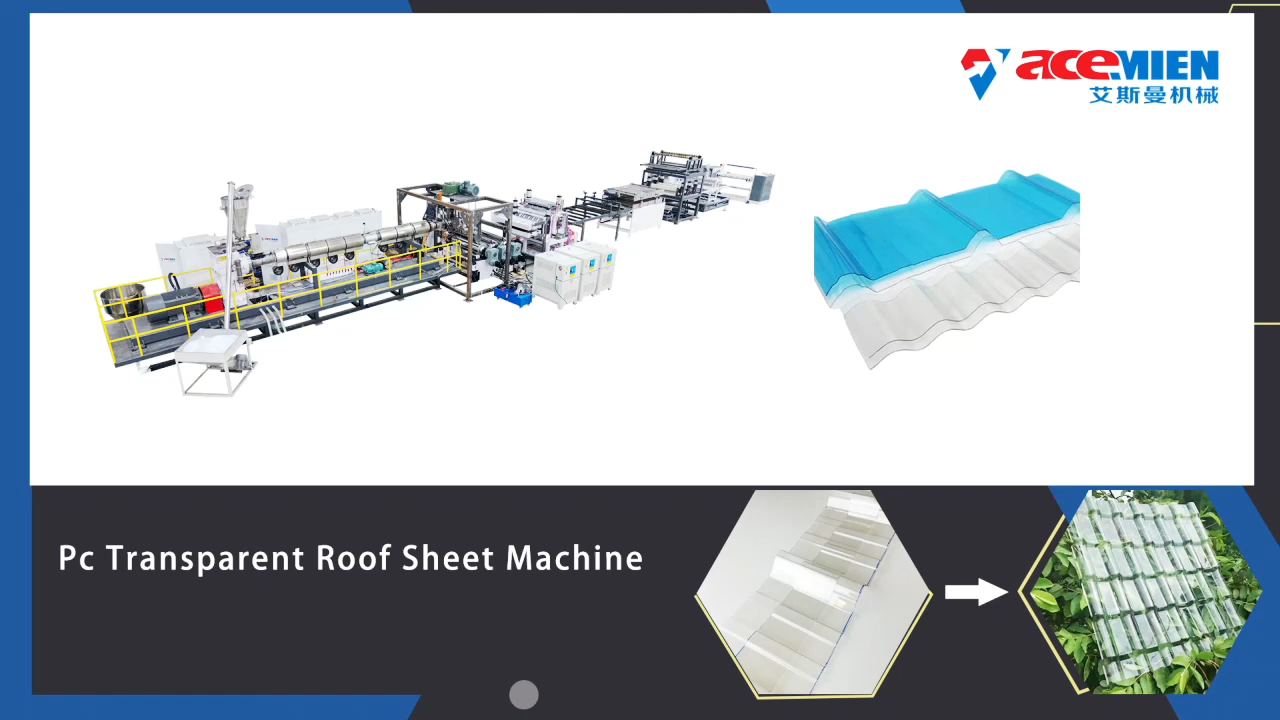 aceMIEN
艾斯曼机械
Pc Transparent Roof Sheet Machine